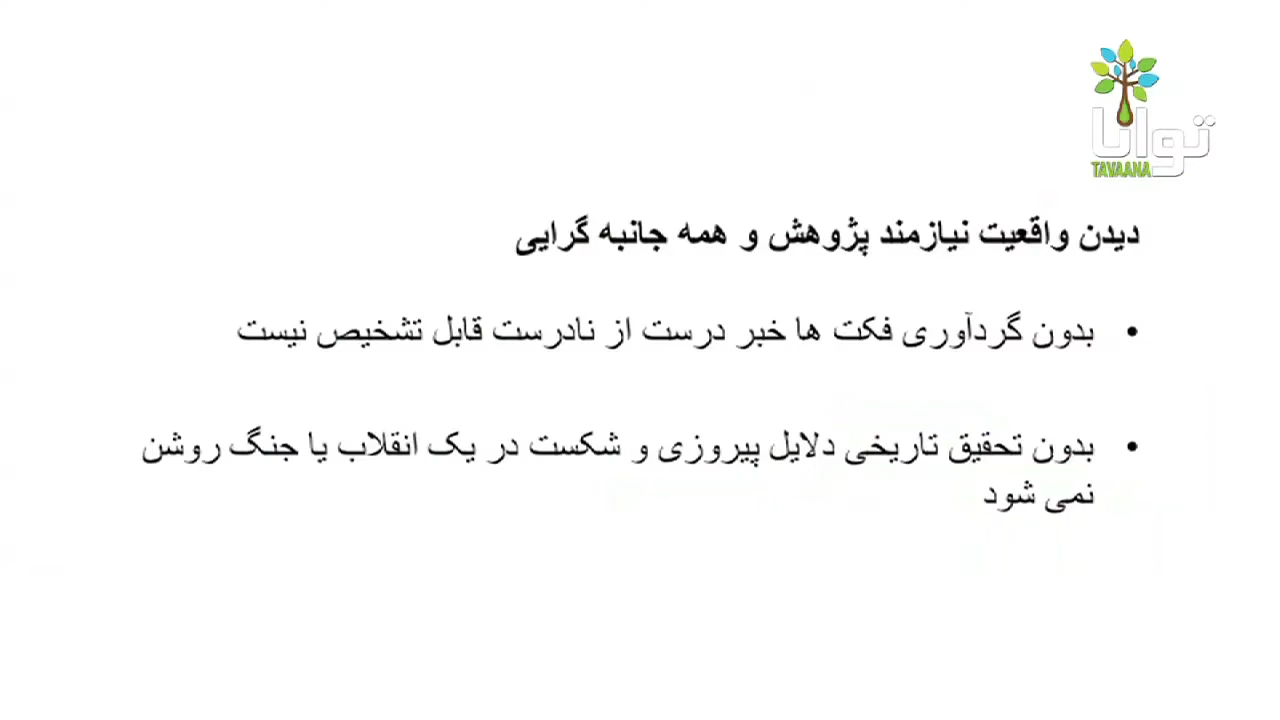 توانا
TAVAANA
دیدن واقعیت نیازمند پژوهش و همه جانبه گرایی
• بدون گردآوری فکت ها خبر درست از نادرست قابل تشخیص نیست
• بدون تحقیق تاریخی دلایل پیروزی و شکست در یک انقلاب یا جنگ روشن
نمی شود